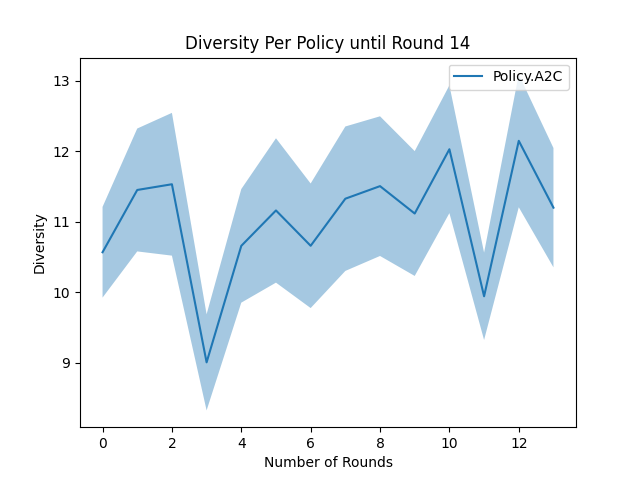 Diversity Per Policy until Round 14
Policy.A2C
13
12
11
10
9
Diversity
0 2 4 6 8 10 12
Number of Rounds